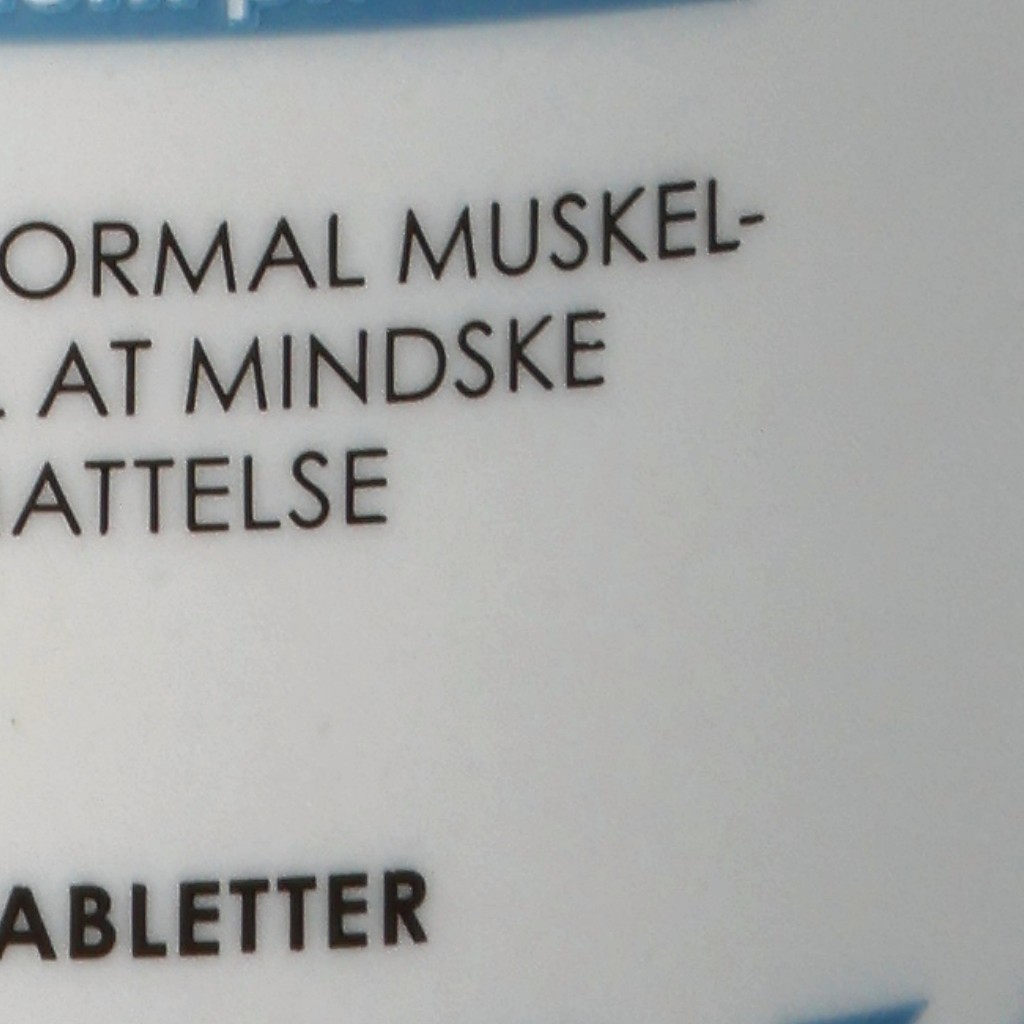 ORMAL MUSKEL-
AT MINDSKE
ATTELSE
ABLETTER